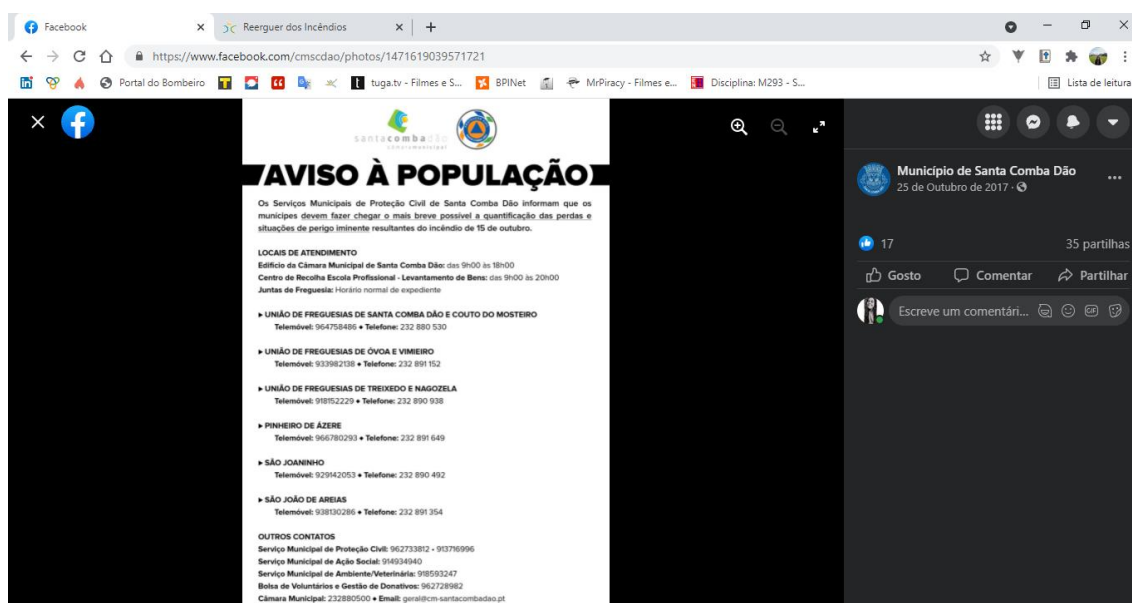 Facebook
Reerguer dos Incêndios
https://www.facebook.com/cmscdao/photos/1471619039571721
Portal do Bombeiro
tuga.tv - Filmes e S...
BPINet
MrPiracy - Filmes e...
Disciplina: M293 - S...
Lista de leitura
santacombadão
câmaramunicipal
AVISO À POPULAÇÃO
Os Serviços Municipais de Proteção Civil de Santa Comba Dão informam que os
munícipes devem fazer chegar o mais breve possível a quantificação das perdas e
situações de perigo iminente resultantes do incêndio de 15 de outubro.
LOCAIS DE ATENDIMENTO
Edifício da Câmara Municipal de Santa Comba Dão: das 9h00 às 18h00
Centro de Recolha Escola Profissional - Levantamento de Bens: das 9h00 às 20h00
Juntas de Freguesia: Horário normal de expediente
▸ UNIÃO DE FREGUESIAS DE SANTA COMBA DÃO E COUTO DO MOSTEIRO
Telemóvel: 964758486 • Telefone: 232 880 530
▸ UNIÃO DE FREGUESIAS DE ÓVOA E VIMIEIRO
Telemóvel: 933982138 • Telefone: 232 891 152
▸ UNIÃO DE FREGUESIAS DE TREIXEDO E NAGOZELA
Telemóvel: 918152229 • Telefone: 232 890 938
▸ PINHEIRO DE ÁZERE
Telemóvel: 966780293 • Telefone: 232 891 649
▸ SÃO JOANINHO
Telemóvel: 929142053 • Telefone: 232 890 492
▸ SÃO JOÃO DE AREIAS
Telemóvel: 938130286 • Telefone: 232 891 354
OUTROS CONTATOS
Serviço Municipal de Proteção Civil: 962733812 - 913716996
Serviço Municipal de Ação Social: 914934940
Serviço Municipal de Ambiente/Veterinária: 918593247
Bolsa de Voluntários e Gestão de Donativos: 962728982
Câmara Municipal: 232880500 • Email: geral@cm-santacombadao.pt
Município de Santa Comba Dão
25 de Outubro de 2017 ·
17
35 partilhas
Gosto
Comentar
Partilhar
Escreve um comentári...
GIF